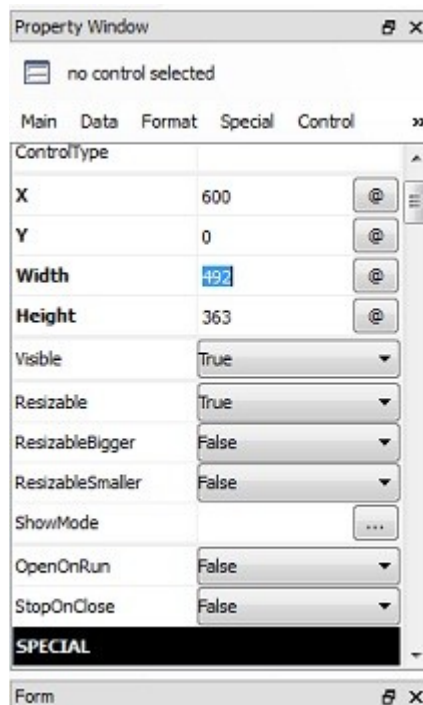 Property Window
no control selected
Main Data Format Special Control »
ControlType
X 600 @
Y 0 @
Width 492 @
Height 363 @
Visible True
Resizable True
ResizableBigger False
ResizableSmaller False
ShowMode ...
OpenOnRun False
StopOnClose False
SPECIAL
Form